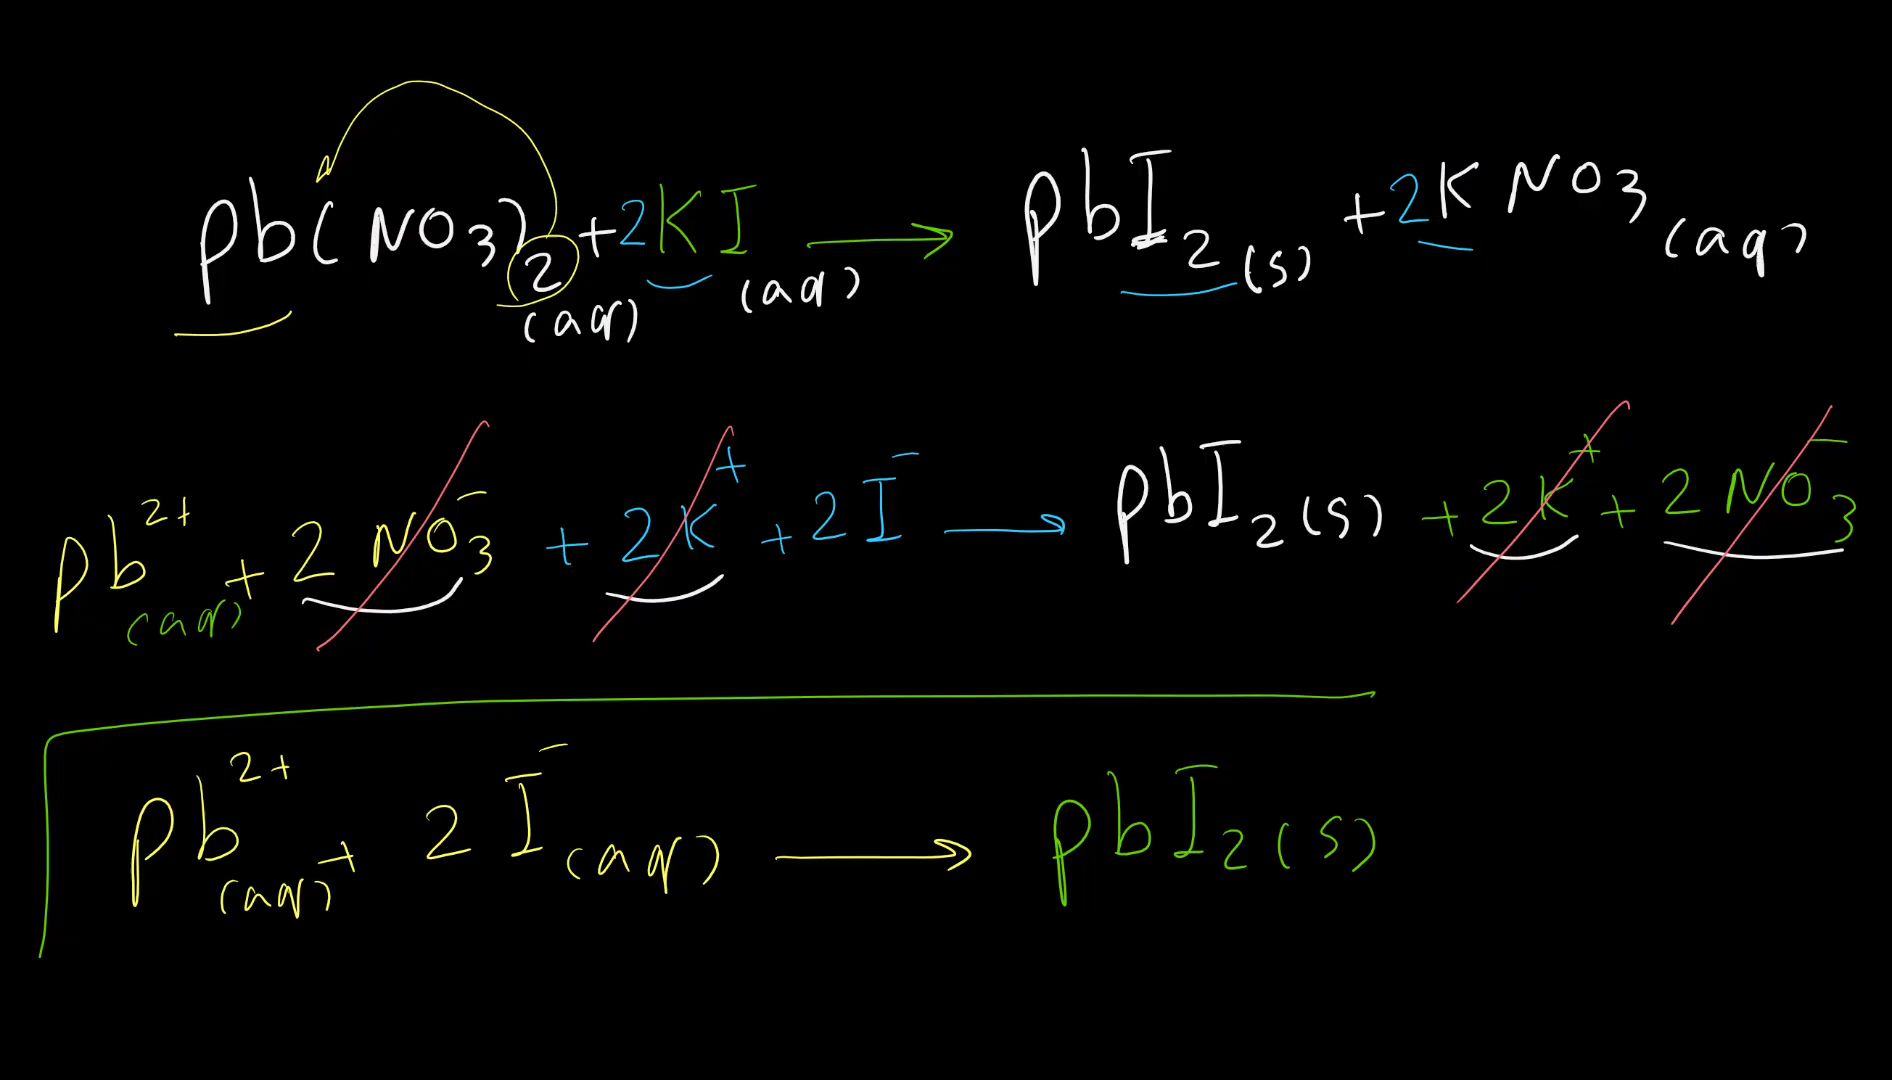 Pb(NO₃)₂(aq) + 2KI(aq) → PbI₂(s) + 2KNO₃(aq)
Pb²⁺(aq) + 2NO₃⁻ + 2K⁺ + 2I⁻ → PbI₂(s) + 2K⁺ + 2NO₃⁻
Pb²⁺(aq) + 2I⁻(aq) → PbI₂(s)